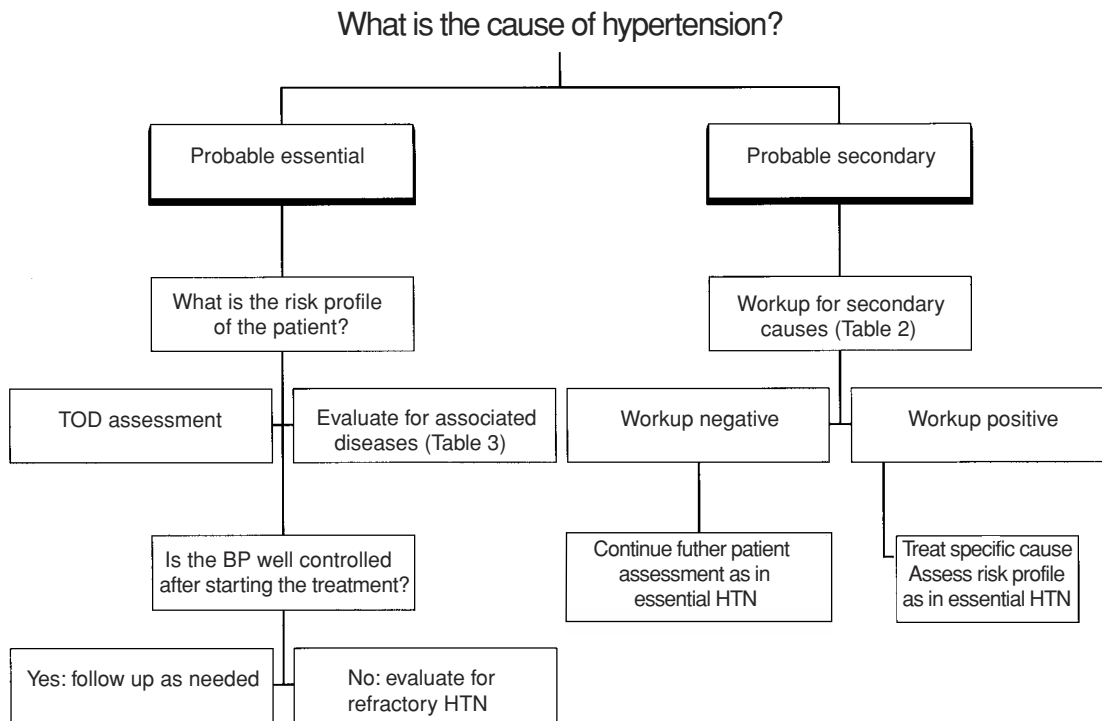 What is the cause of hypertension?
Probable essential
Probable secondary
What is the risk profile
of the patient?
Workup for secondary
causes (Table 2)
TOD assessment
Evaluate for associated
diseases (Table 3)
Workup negative
Workup positive
Is the BP well controlled
after starting the treatment?
Continue futher patient
assessment as in
essential HTN
Treat specific cause
Assess risk profile
as in essential HTN
Yes: follow up as needed
No: evaluate for
refractory HTN